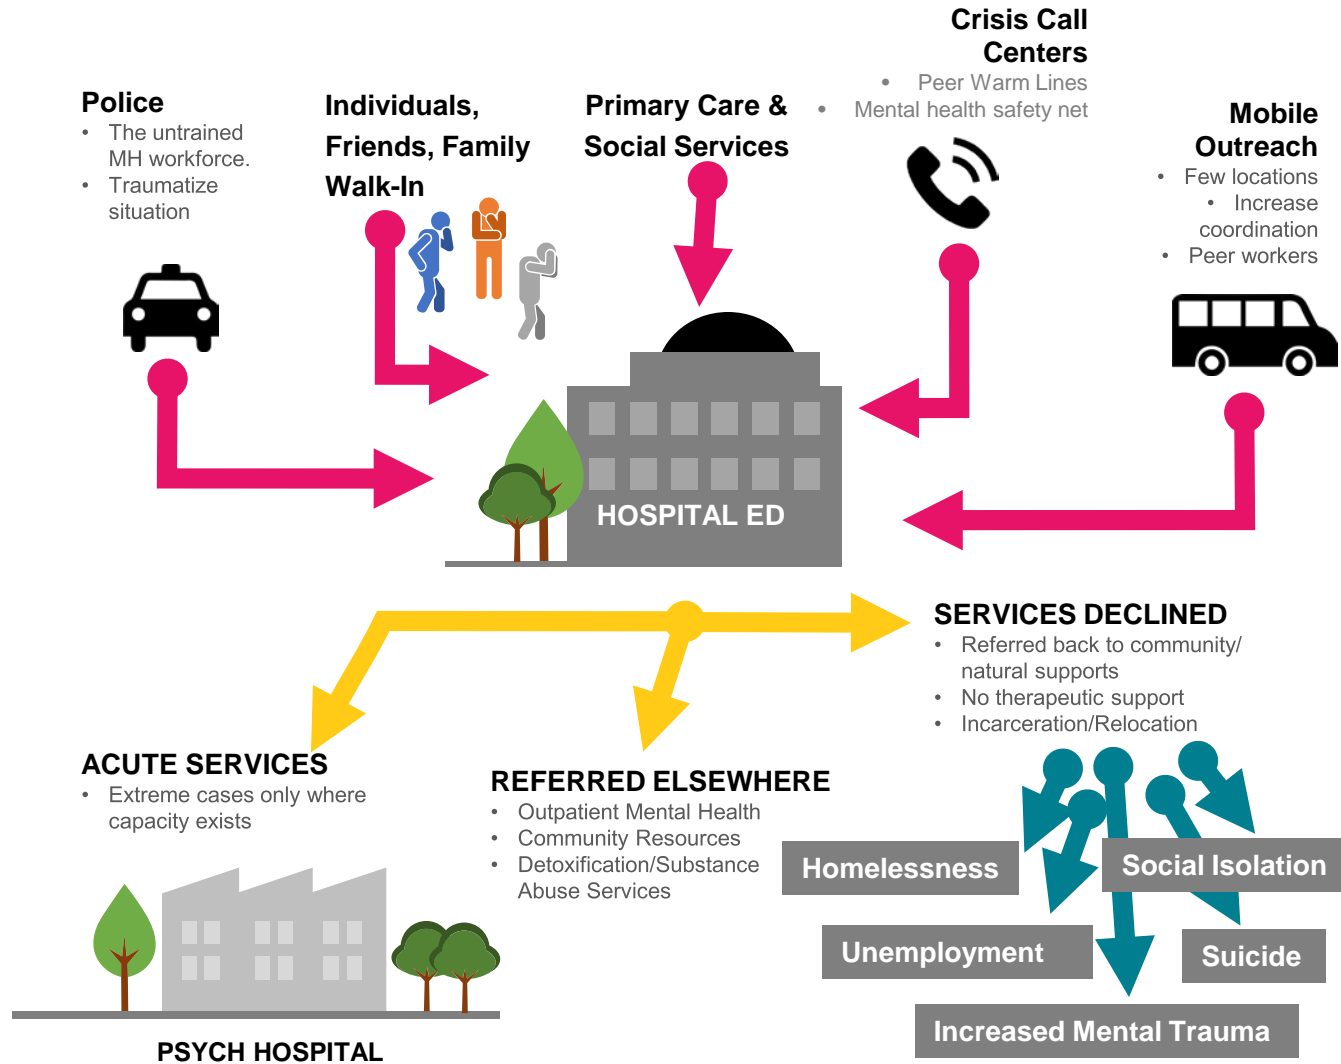 Police
• The untrained
MH workforce.
• Traumatize
situation
Individuals,
Friends, Family
Walk-In
Primary Care &
Social Services
Crisis Call
Centers
• Peer Warm Lines
• Mental health safety net
Mobile
Outreach
• Few locations
• Increase
coordination
• Peer workers
HOSPITAL ED
SERVICES DECLINED
• Referred back to community/
natural supports
• No therapeutic support
• Incarceration/Relocation
ACUTE SERVICES
• Extreme cases only where
capacity exists
REFERRED ELSEWHERE
• Outpatient Mental Health
• Community Resources
• Detoxification/Substance
Abuse Services
Homelessness
Social Isolation
Unemployment
Suicide
Increased Mental Trauma
PSYCH HOSPITAL